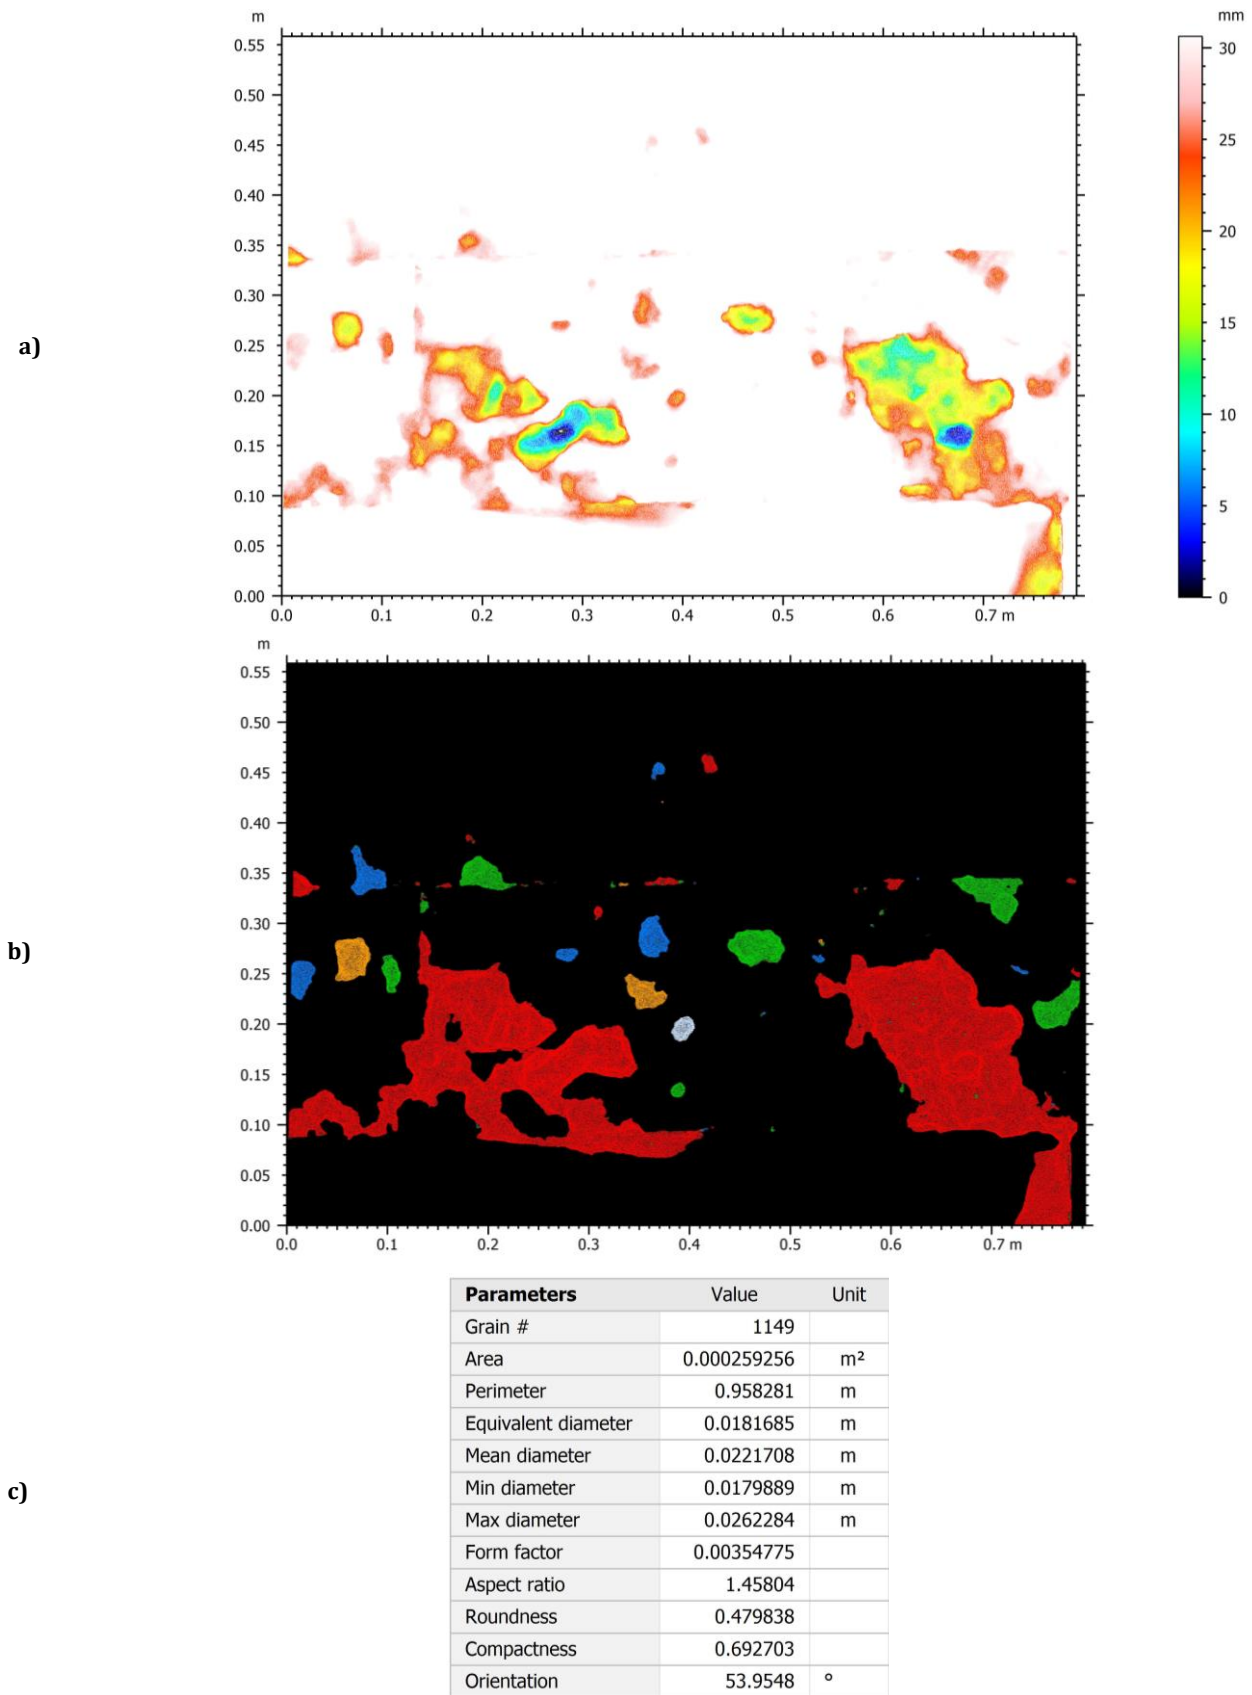 m
mm
0.55
0.50
0.45
0.40
0.35
0.30
0.25
0.20
0.15
0.10
0.05
0.00
0.0 0.1 0.2 0.3 0.4 0.5 0.6 0.7 m
30
25
20
15
10
5
0
a)
m
0.55
0.50
0.45
0.40
0.35
0.30
0.25
0.20
0.15
0.10
0.05
0.00
0.0 0.1 0.2 0.3 0.4 0.5 0.6 0.7 m
b)
Parameters Value Unit
Grain # 1149
Area 0.000259256 m²
Perimeter 0.958281 m
Equivalent diameter 0.0181685 m
Mean diameter 0.0221708 m
Min diameter 0.0179889 m
Max diameter 0.0262284 m
Form factor 0.00354775
Aspect ratio 1.45804
Roundness 0.479838
Compactness 0.692703
Orientation 53.9548 °
c)